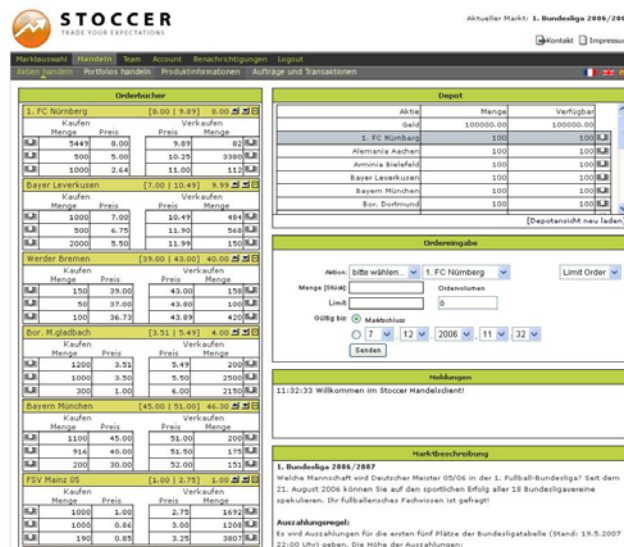 STOCCER
TRADE YOUR EXPECTATIONS
Aktueller Markt: 1. Bundesliga 2006/200
Kontakt Impressu
Marktauswahl Handeln Team Account Benachrichtigungen Logout
Aktien handeln Portfolios handeln Produktinformationen Aufträge und Transaktionen
Orderbücher
1. FC Nürnberg [8.00 | 9.89] 8.00
Kaufen Verkaufen
Menge Preis Preis Menge
5449 8.00 9.89 82
500 5.00 10.25 3380
1000 2.64 11.00 112
Bayer Leverkusen [7.00 | 10.49] 9.99
Kaufen Verkaufen
Menge Preis Preis Menge
1000 7.00 10.49 484
500 6.75 11.90 568
2000 5.50 11.99 150
Werder Bremen [39.00 | 43.00] 40.00
Kaufen Verkaufen
Menge Preis Preis Menge
150 39.00 43.00 158
50 37.00 43.80 100
100 36.73 43.89 420
Bor. M.gladbach [3.51 | 5.49] 4.00
Kaufen Verkaufen
Menge Preis Preis Menge
1200 3.51 5.49 200
1000 3.50 5.50 2500
300 1.00 6.00 2150
Bayern München [45.00 | 51.00] 46.30
Kaufen Verkaufen
Menge Preis Preis Menge
1100 45.00 51.00 200
916 40.00 51.50 175
200 30.00 52.00 151
FSV Mainz 05 [1.00 | 2.75] 1.00
Kaufen Verkaufen
Menge Preis Preis Menge
1000 1.00 2.75 1692
1000 0.86 3.00 1208
190 0.85 3.25 3807
Depot
Aktie Menge Verfügbar
Geld 100000.00 100000.00
1. FC Nürnberg 100 100
Alemania Aachen 100 100
Arminia Bielefeld 100 100
Bayer Leverkusen 100 100
Bayern München 100 100
Bor. Dortmund 100 100
[Depotansicht neu laden]
Ordereingabe
Aktion: bitte wählen... 1. FC Nürnberg Limit Order
Menge [Stück]: Ordervolumen
Limit: 0
Gültig bis: Marktschluss
7 . 12 . 2006 , 11 : 32
Senden
Meldungen
11:32:33 Willkommen im Stoccer Handelsclient!
Marktbeschreibung
1. Bundesliga 2006/2007
Welche Mannschaft wird Deutscher Meister 05/06 in der 1. Fußball-Bundesliga? Seit dem
21. August 2006 können Sie auf den sportlichen Erfolg aller 18 Bundesligavereine
spekulieren. Ihr fußballerisches Fachwissen ist gefragt!
Auszahlungsregel:
Es wird Auszahlungen für die ersten fünf Plätze der Bundesligatabelle (Stand: 19.5.2007
22:00 Uhr) geben. Die Höhe der Auszahlungen: